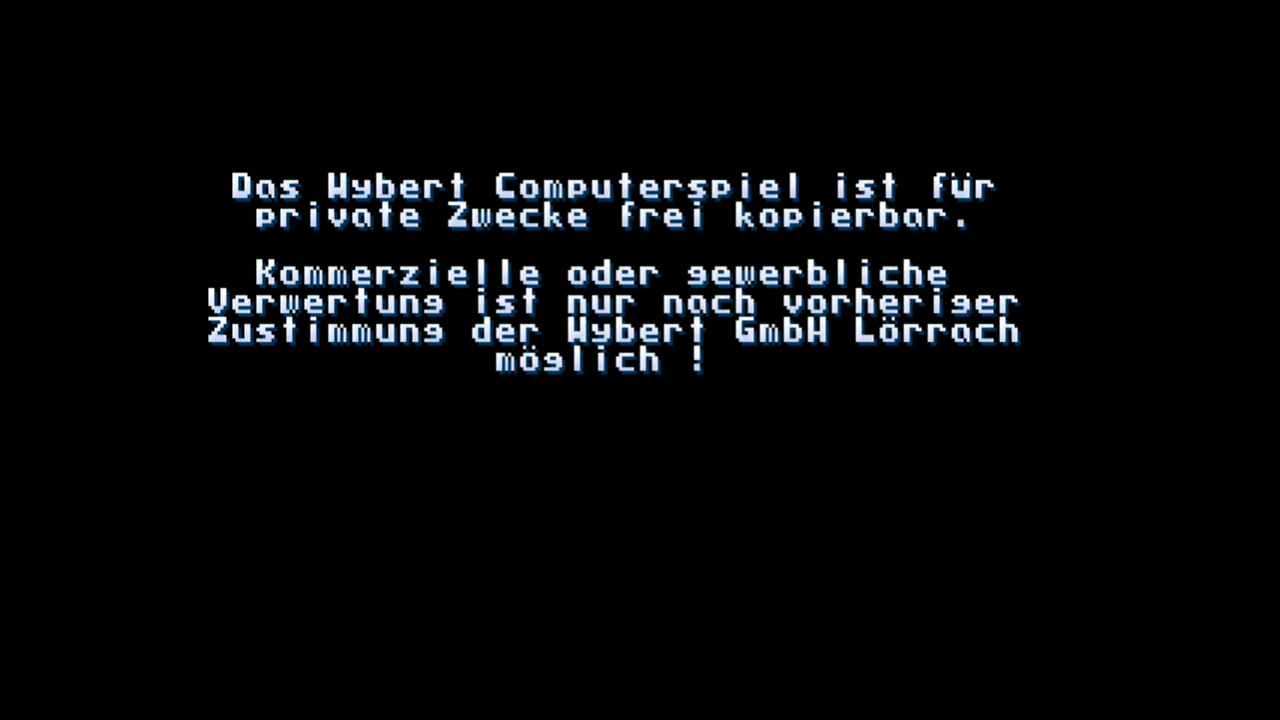 Das Wybert Computerspiel ist für
private Zwecke frei kopierbar.
Kommerzielle oder gewerbliche
Verwertung ist nur nach vorheriger
Zustimmung der Wybert GmbH Lörrach
möglich !